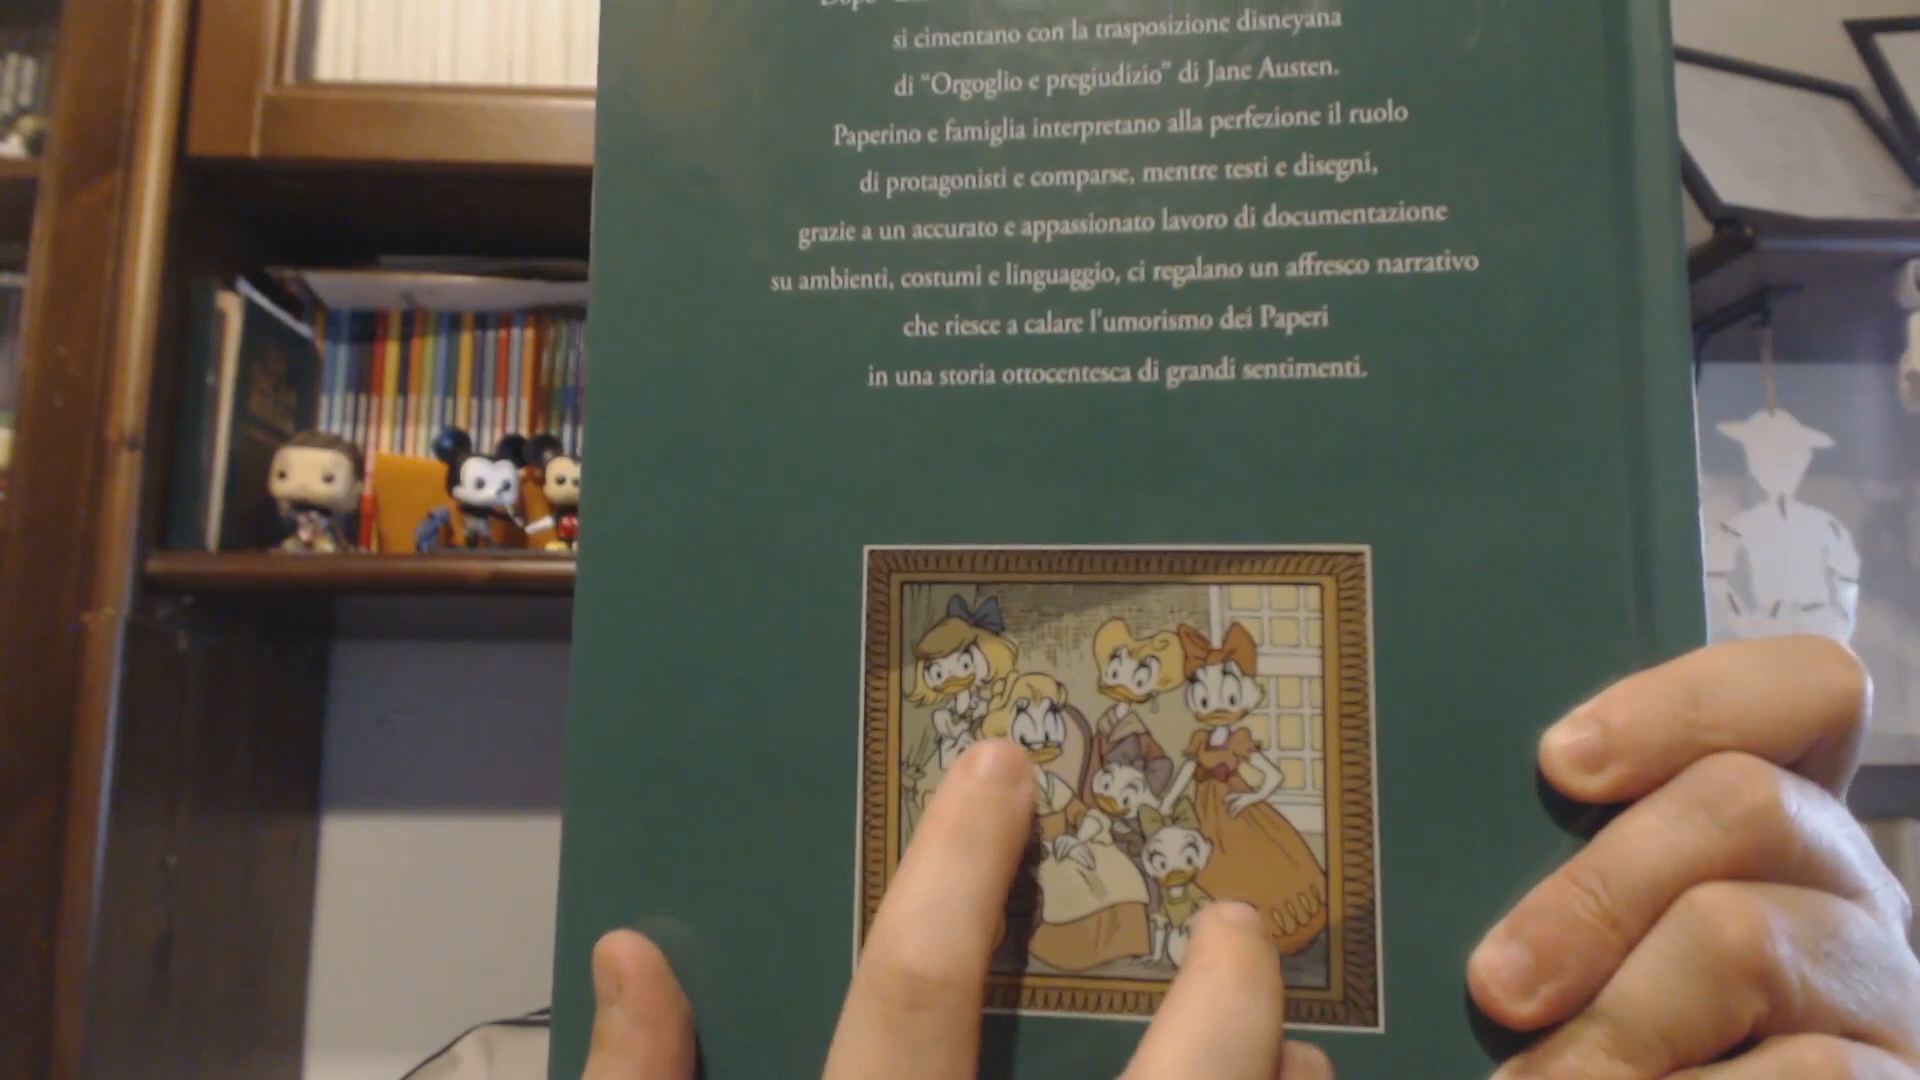 Dopo
si cimentano con la trasposizione disneyana
di “Orgoglio e pregiudizio” di Jane Austen.
Paperino e famiglia interpretano alla perfezione il ruolo
di protagonisti e comparse, mentre testi e disegni,
grazie a un accurato e appassionato lavoro di documentazione
su ambienti, costumi e linguaggio, ci regalano un affresco narrativo
che riesce a calare l’umorismo dei Paperi
in una storia ottocentesca di grandi sentimenti.